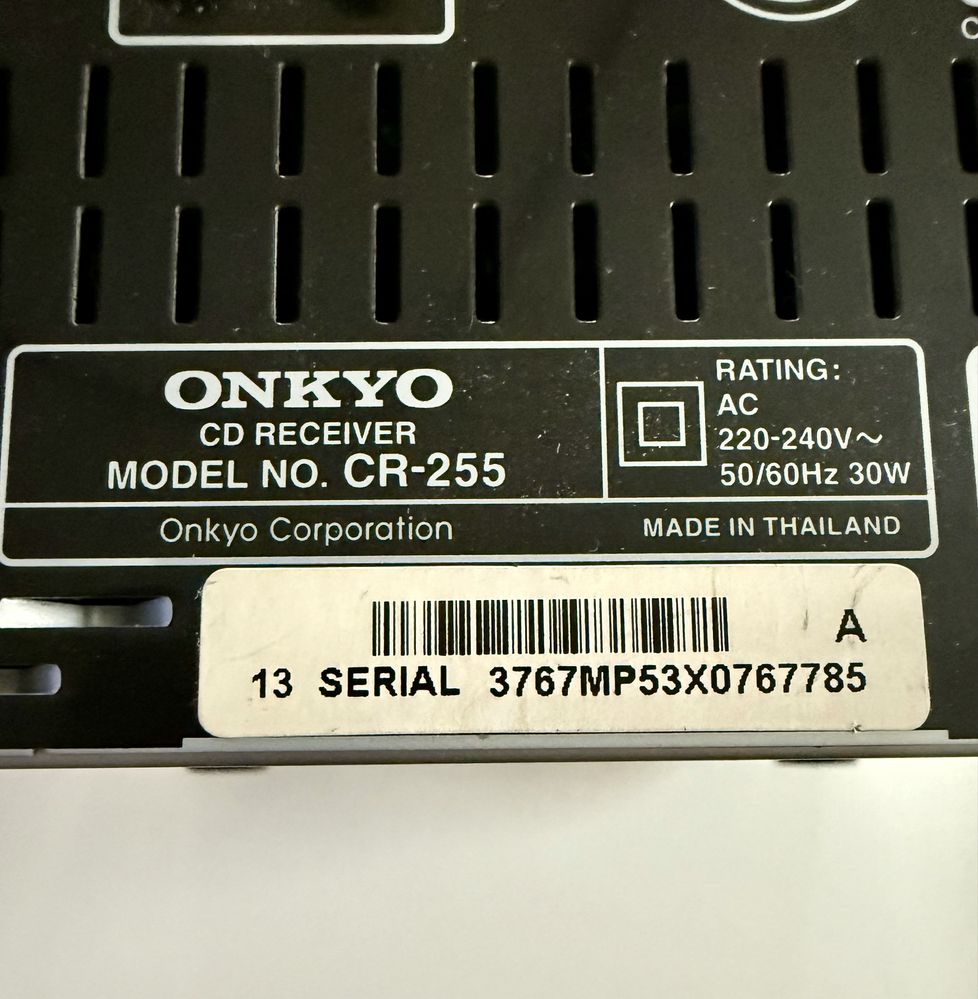 ONKYO
CD RECEIVER
MODEL NO. CR-255
RATING:
AC
220-240V~
50/60Hz 30W
Onkyo Corporation
MADE IN THAILAND
A
13 SERIAL 3767MP53X0767785